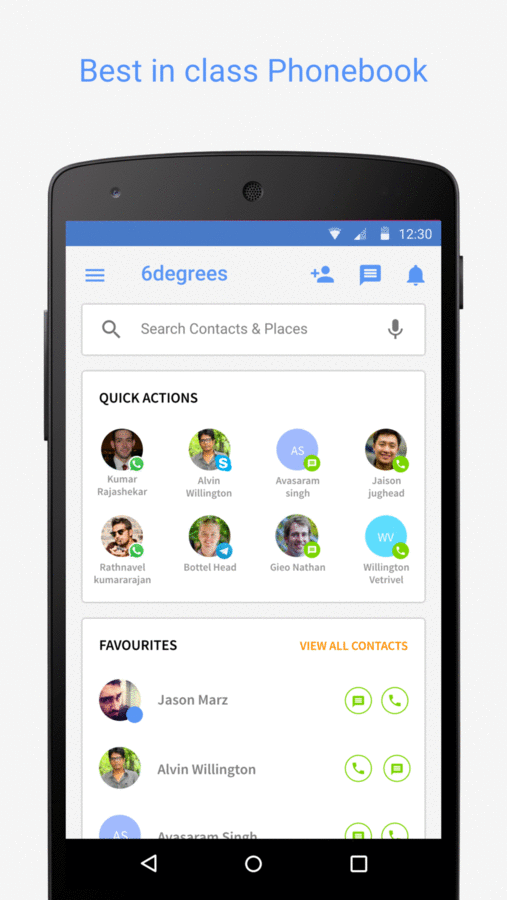 Best in class Phonebook
12:30
6degrees
Search Contacts & Places
QUICK ACTIONS
AS
Kumar
Rajashekar
Alvin
Willington
Avasaram
singh
Jaison
jughead
WV
Rathnavel
kumararajan
Bottel Head
Gieo Nathan
Willington
Vetrivel
FAVOURITES
VIEW ALL CONTACTS
Jason Marz
Alvin Willington
AS
Avasaram Singh